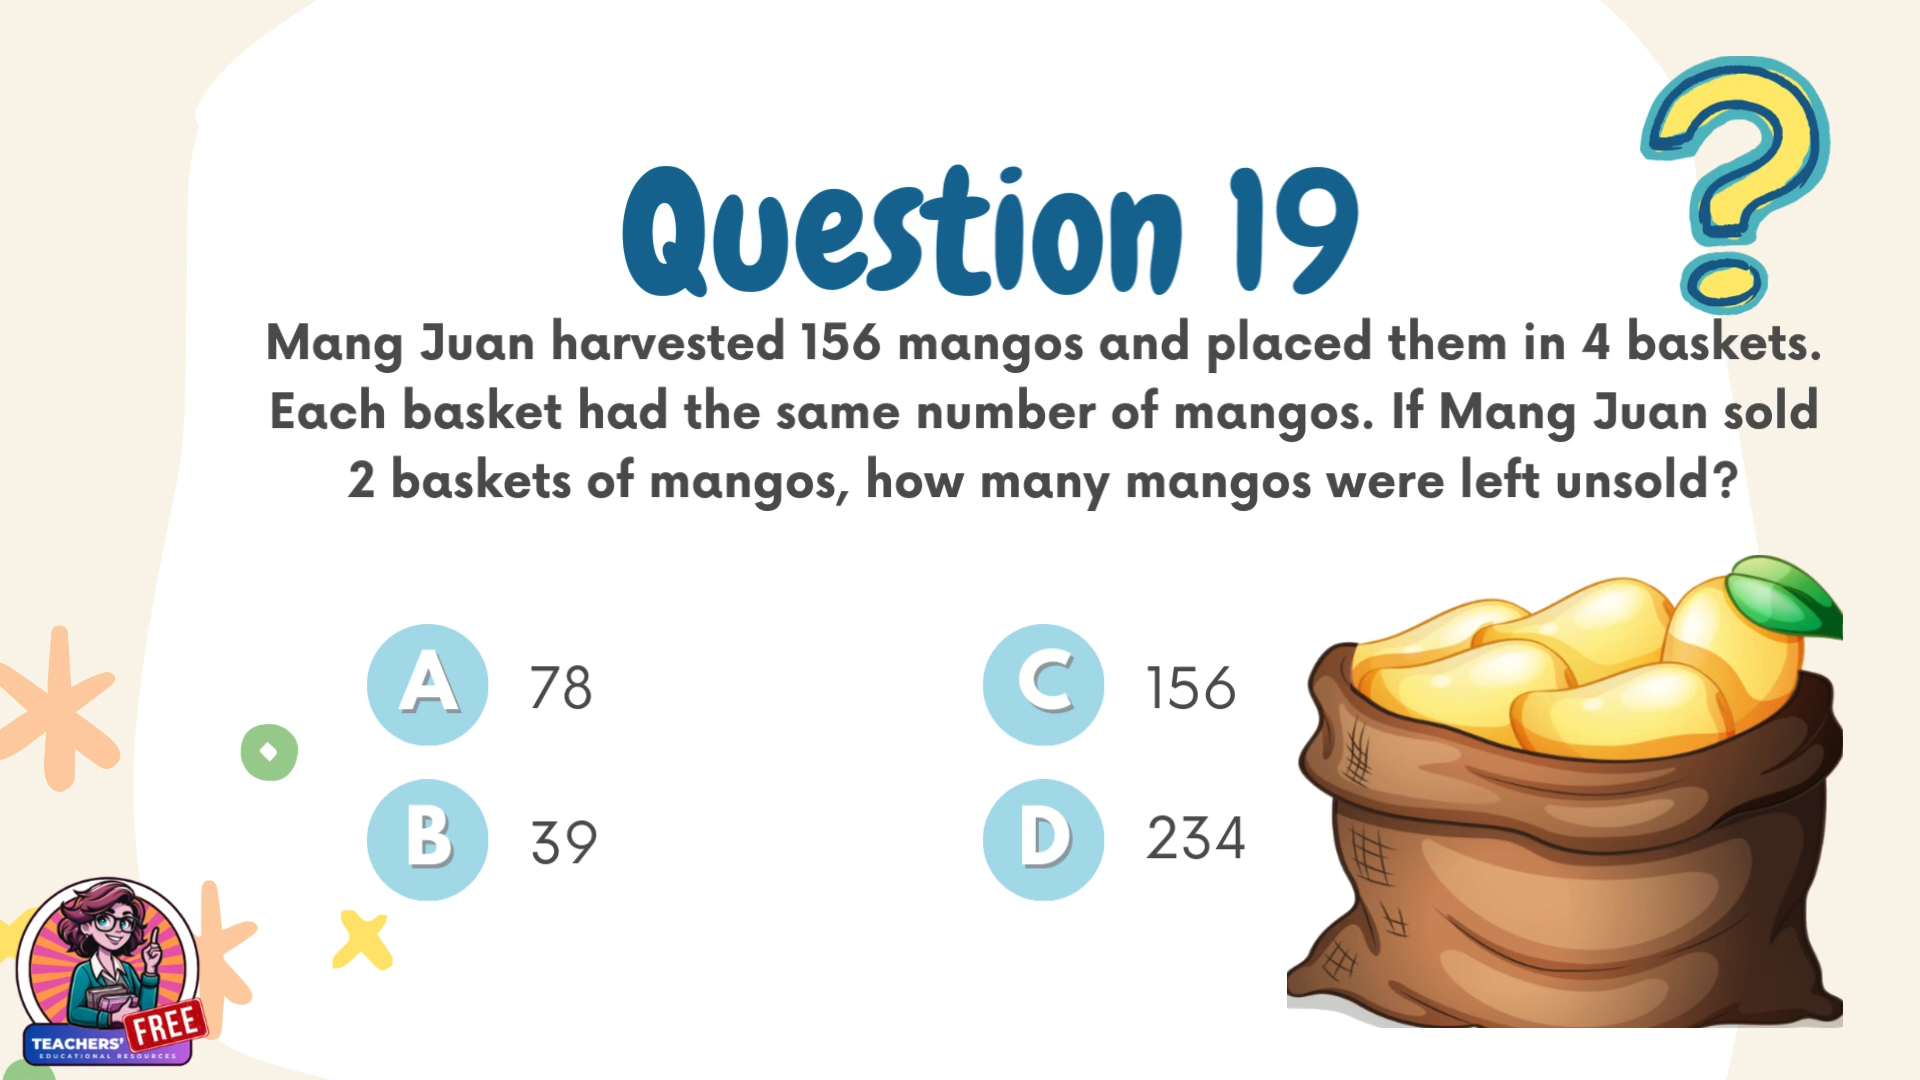 Question 19
Mang Juan harvested 156 mangos and placed them in 4 baskets.
Each basket had the same number of mangos. If Mang Juan sold
2 baskets of mangos, how many mangos were left unsold?
A 78
B 39
C 156
D 234
FREE
TEACHERS'
EDUCATIONAL RESOURCES